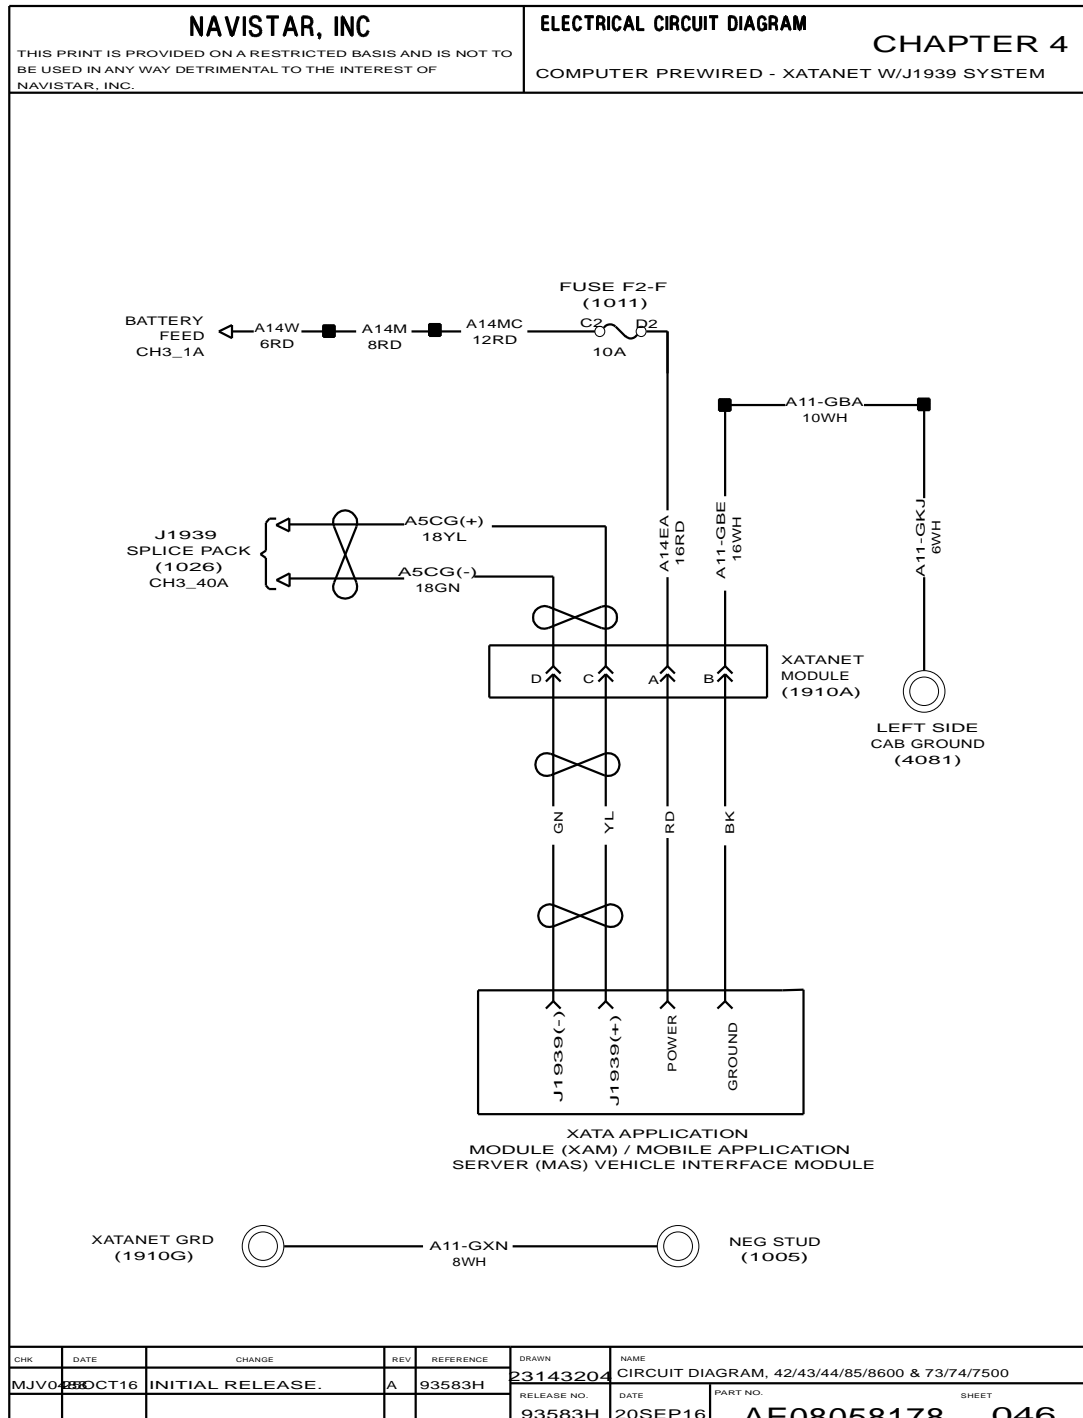 NAVISTAR, INC
THIS PRINT IS PROVIDED ON A RESTRICTED BASIS AND IS NOT TO
BE USED IN ANY WAY DETRIMENTAL TO THE INTEREST OF
NAVISTAR, INC.
ELECTRICAL CIRCUIT DIAGRAM
CHAPTER 4
COMPUTER PREWIRED - XATANET W/J1939 SYSTEM
FUSE F2-F
(1011)
C2
D2
10A
BATTERY
FEED
CH3_1A
A14W
6RD
A14M
8RD
A14MC
12RD
A11-GBA
10WH
J1939
SPLICE PACK
(1026)
CH3_40A
A5CG(+)
18YL
A5CG(-)
18GN
A14EA
16RD
A11-GBE
16WH
A11-GKJ
6WH
D
C
A
B
XATANET
MODULE
(1910A)
LEFT SIDE
CAB GROUND
(4081)
GN
YL
RD
BK
J1939(-)
J1939(+)
POWER
GROUND
XATA APPLICATION
MODULE (XAM) / MOBILE APPLICATION
SERVER (MAS) VEHICLE INTERFACE MODULE
XATANET GRD
(1910G)
A11-GXN
8WH
NEG STUD
(1005)
CHK
DATE
CHANGE
REV
REFERENCE
DRAWN
NAME
INITIAL RELEASE.
A
93583H
23143204
CIRCUIT DIAGRAM, 42/43/44/85/8600 & 73/74/7500
RELEASE NO.
DATE
PART NO.
SHEET
93583H
20SEP16
AE08058178
046